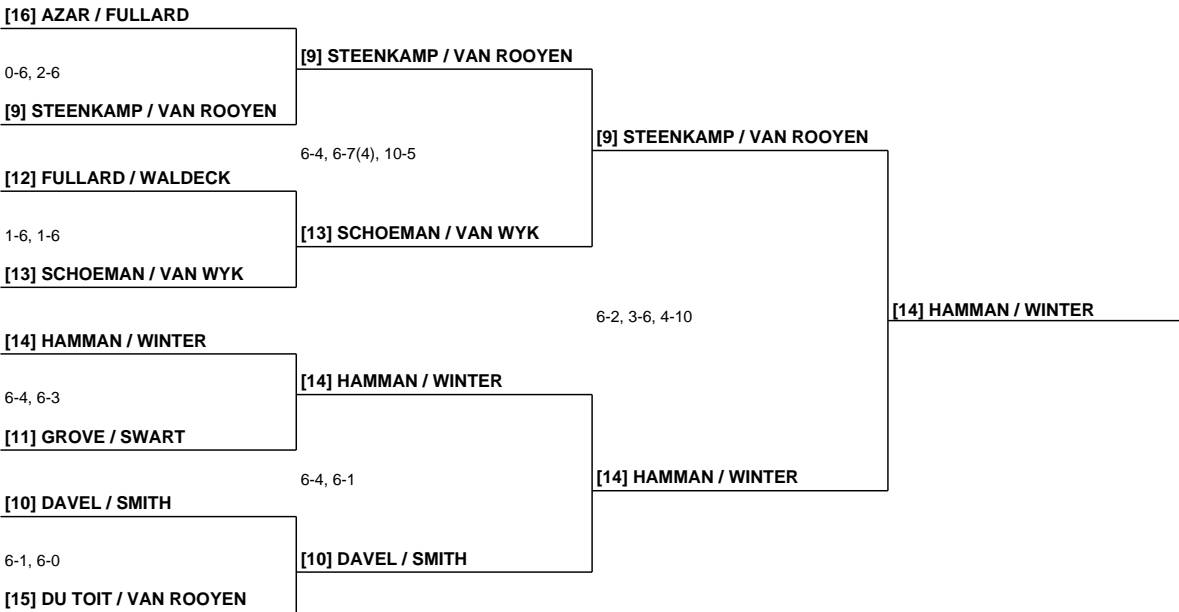 [16] AZAR / FULLARD
[9] STEENKAMP / VAN ROOYEN
0-6, 2-6
[9] STEENKAMP / VAN ROOYEN
[9] STEENKAMP / VAN ROOYEN
6-4, 6-7(4), 10-5
[12] FULLARD / WALDECK
1-6, 1-6
[13] SCHOEMAN / VAN WYK
[13] SCHOEMAN / VAN WYK
[14] HAMMAN / WINTER
6-2, 3-6, 4-10
[14] HAMMAN / WINTER
[14] HAMMAN / WINTER
6-4, 6-3
[11] GROVE / SWART
[14] HAMMAN / WINTER
6-4, 6-1
[10] DAVEL / SMITH
6-1, 6-0
[10] DAVEL / SMITH
[15] DU TOIT / VAN ROOYEN